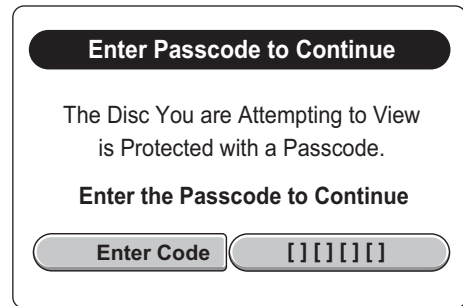 Enter Passcode to Continue
The Disc You are Attempting to View
is Protected with a Passcode.
Enter the Passcode to Continue
Enter Code [ ] [ ] [ ] [ ]